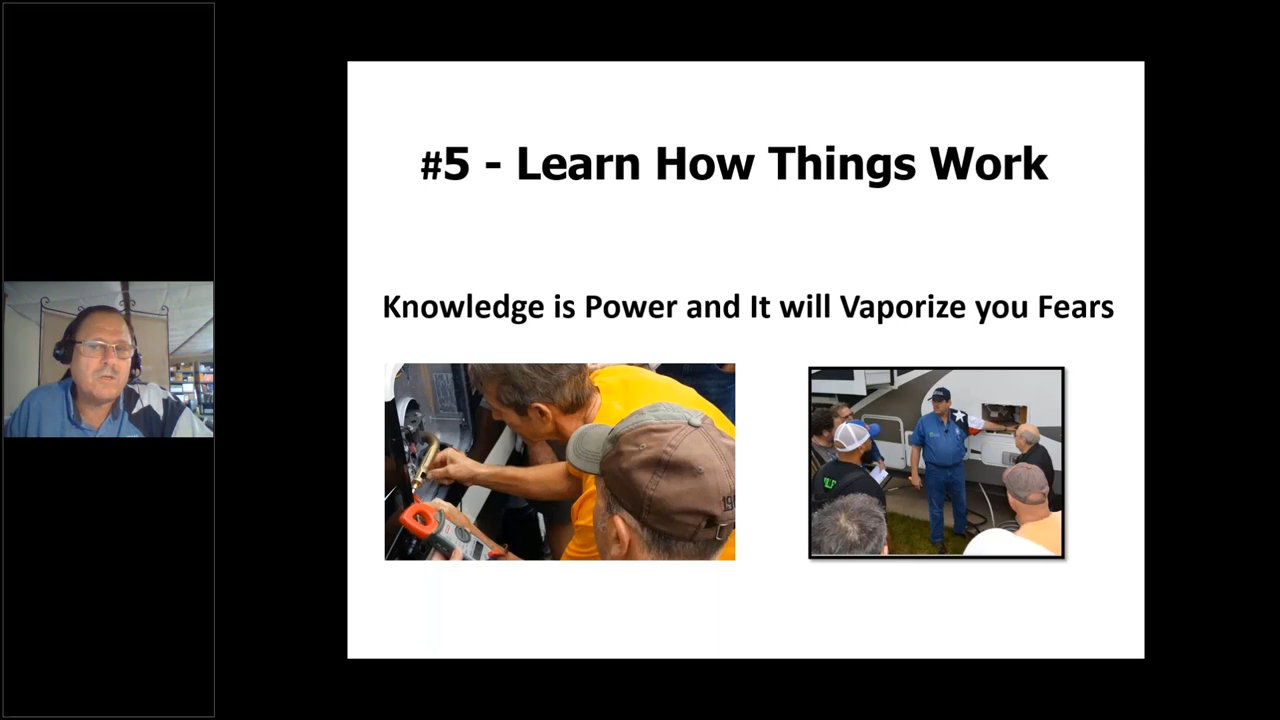 #5 - Learn How Things Work
Knowledge is Power and It will Vaporize you Fears